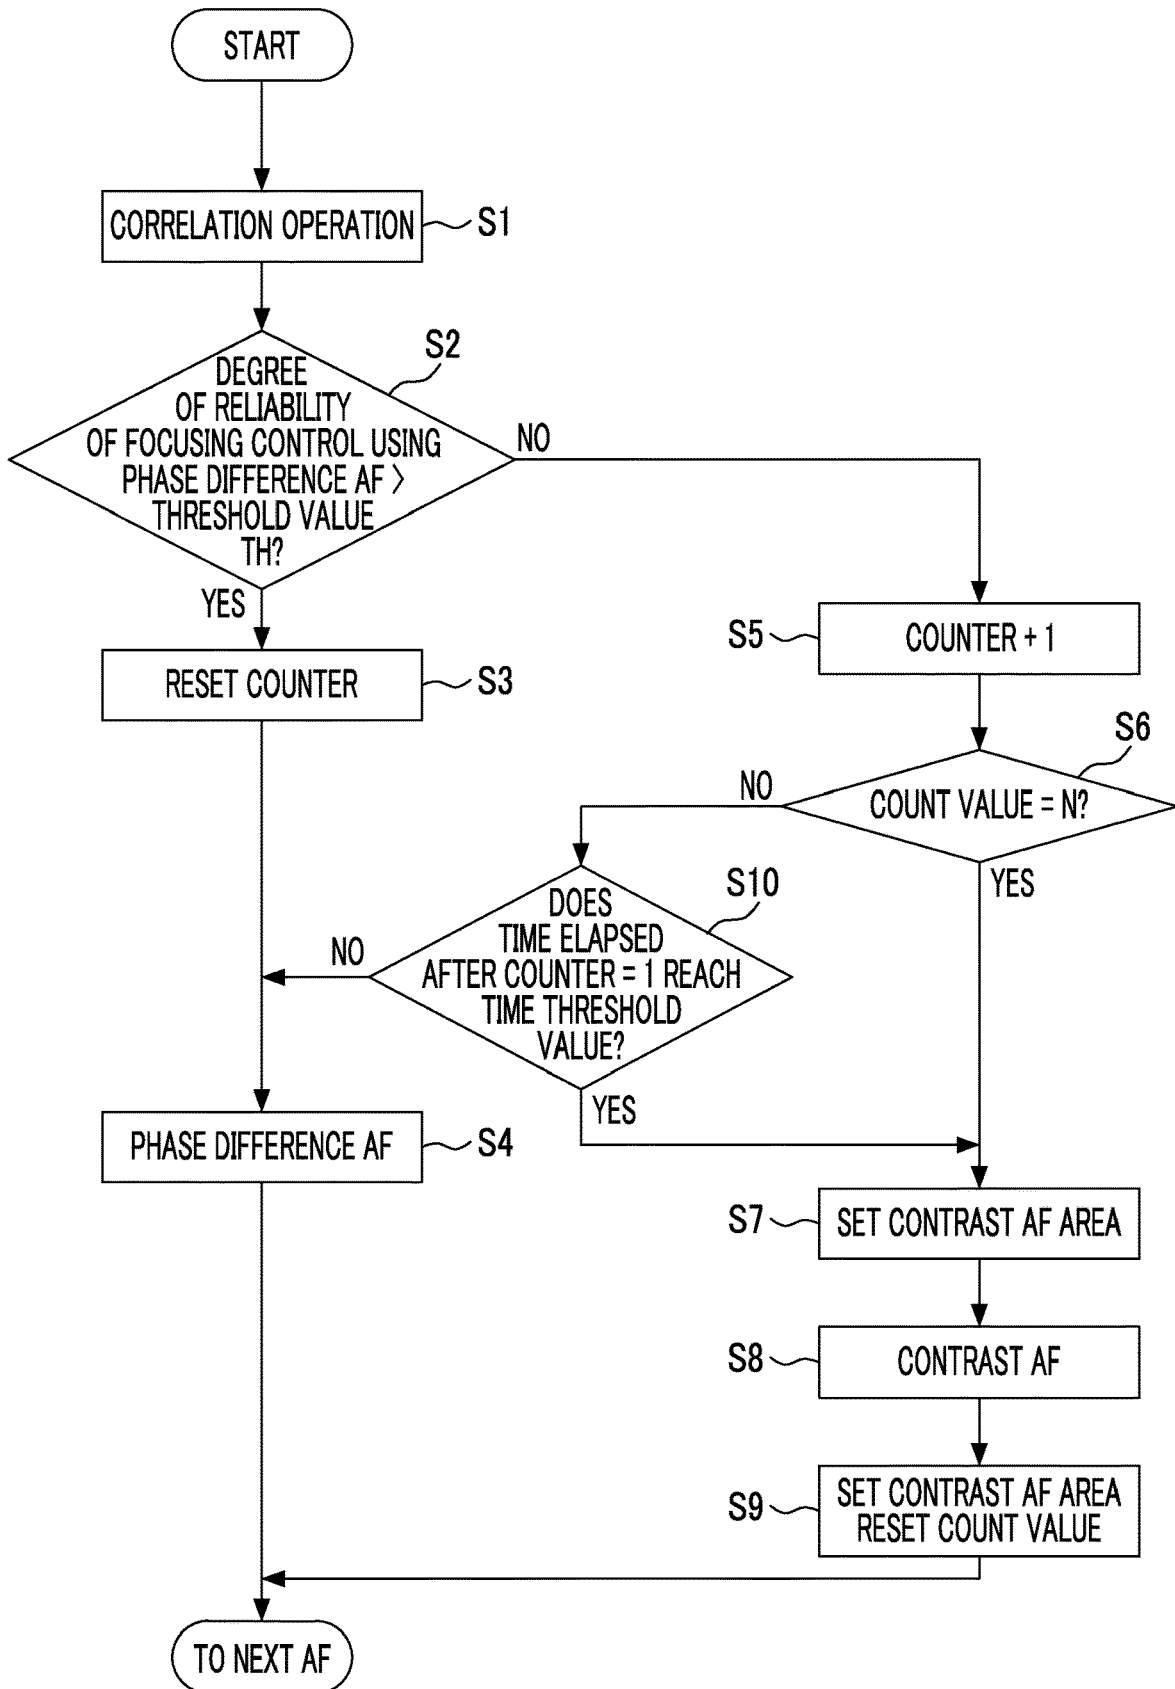 START
CORRELATION OPERATION
S1
S2
DEGREE
OF RELIABILITY
OF FOCUSING CONTROL USING
PHASE DIFFERENCE AF >
THRESHOLD VALUE
TH?
NO
YES
S5
COUNTER + 1
RESET COUNTER
S3
S6
NO
COUNT VALUE = N?
YES
S10
DOES
TIME ELAPSED
AFTER COUNTER = 1 REACH
TIME THRESHOLD
VALUE?
NO
YES
PHASE DIFFERENCE AF
S4
S7
SET CONTRAST AF AREA
S8
CONTRAST AF
S9
SET CONTRAST AF AREA
RESET COUNT VALUE
TO NEXT AF